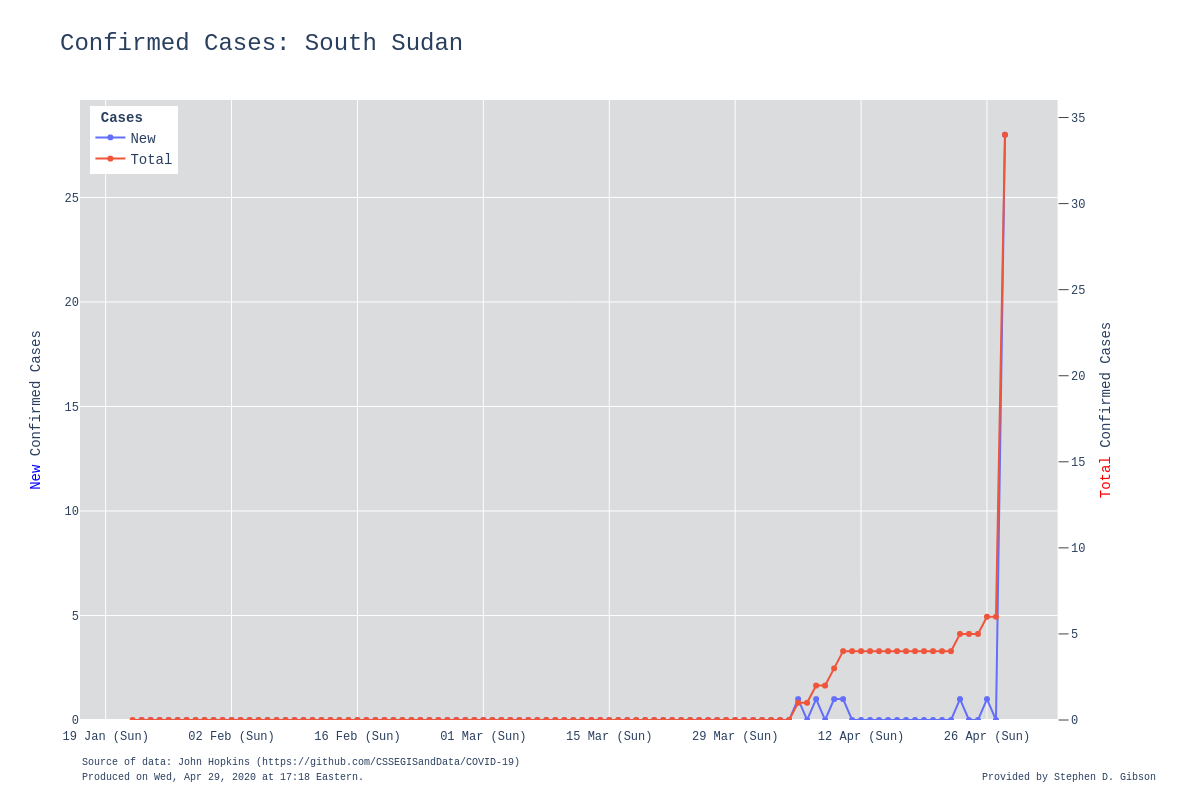 Confirmed Cases: South Sudan
Cases
New
Total
25
20
15
10
5
0
New Confirmed Cases
35
30
25
20
15
10
5
0
Total Confirmed Cases
19 Jan (Sun) 02 Feb (Sun) 16 Feb (Sun) 01 Mar (Sun) 15 Mar (Sun) 29 Mar (Sun) 12 Apr (Sun) 26 Apr (Sun)
Source of data: John Hopkins (https://github.com/CSSEGISandData/COVID-19)
Produced on Wed, Apr 29, 2020 at 17:18 Eastern.
Provided by Stephen D. Gibson